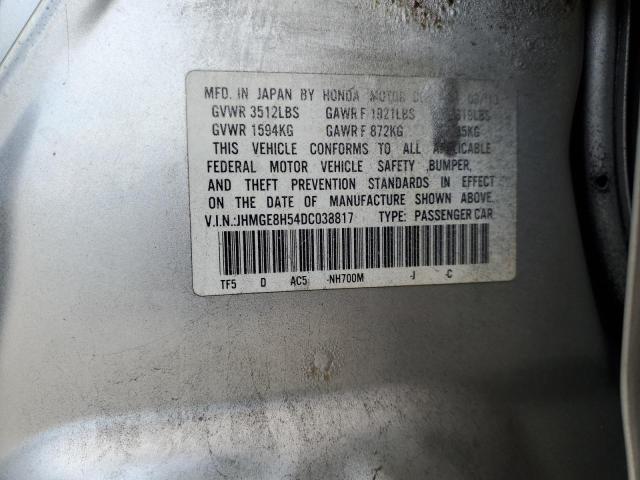 MFD. IN JAPAN BY HONDA MOTOR
GVWR 3512LBS GAWR F 1921LBS
GVWR 1594KG GAWR F 872KG
THIS VEHICLE CONFORMS TO ALL APPLICABLE
FEDERAL MOTOR VEHICLE SAFETY ,BUMPER,
AND THEFT PREVENTION STANDARDS IN EFFECT
ON THE DATE OF MANUFACTURE SHOWN ABOVE.
V.I.N.:JHMGE8H54DC038817 TYPE: PASSENGER CAR
TF5 D AC5 -NH700M -J -C